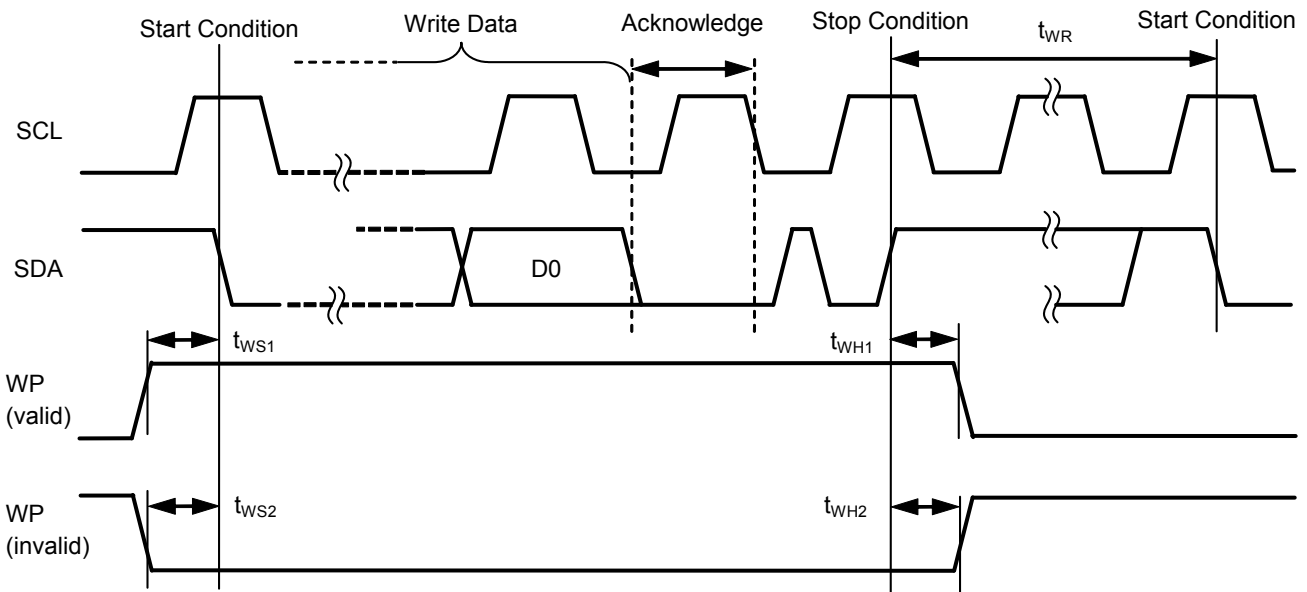 Start Condition
Write Data
Acknowledge
Stop Condition
tWR
Start Condition
SCL
SDA
D0
tWS1
tWH1
WP
(valid)
tWS2
tWH2
WP
(invalid)